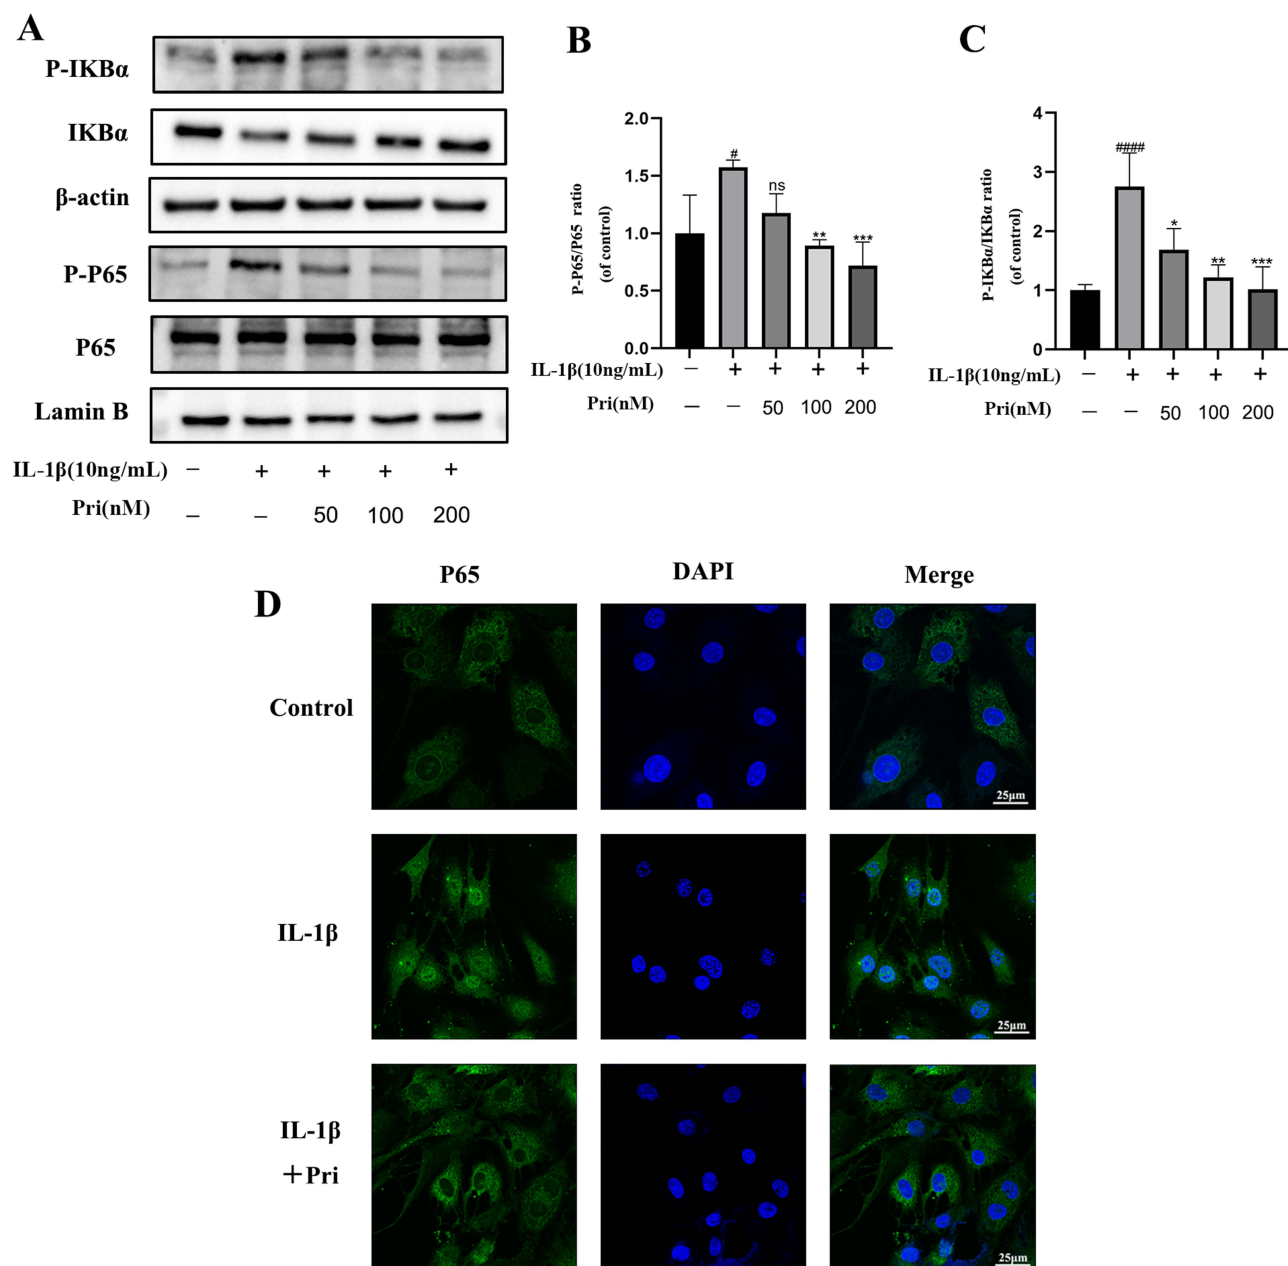 A
P-IKBα
IKBα
β-actin
P-P65
P65
Lamin B
IL-1β(10ng/mL) – + + + +
Pri(nM) – – 50 100 200
B
P-P65/P65 ratio
(of control)
2.0
1.5
1.0
0.5
0.0
#
ns
**
***
IL-1β(10ng/mL) – + + + +
Pri(nM) – – 50 100 200
C
P-IKBα/IKBα ratio
(of control)
4
3
2
1
0
####
*
**
***
IL-1β(10ng/mL) – + + + +
Pri(nM) – – 50 100 200
D
P65 DAPI Merge
Control
25μm
IL-1β
25μm
IL-1β
+Pri
25μm